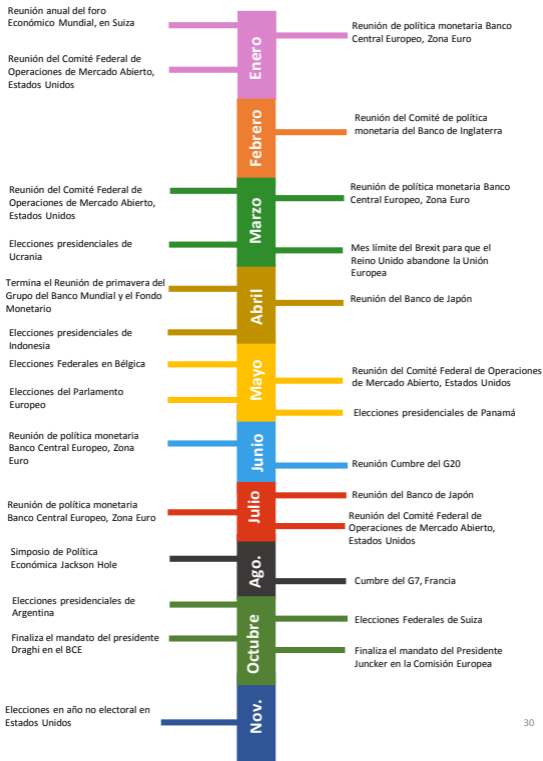 Reunión anual del foro
Económico Mundial, en Suiza
Reunión de política monetaria Banco
Central Europeo, Zona Euro
Enero
Reunión del Comité Federal de
Operaciones de Mercado Abierto,
Estados Unidos
Febrero
Reunión del Comité de política
monetaria del Banco de Inglaterra
Marzo
Reunión del Comité Federal de
Operaciones de Mercado Abierto,
Estados Unidos
Reunión de política monetaria Banco
Central Europeo, Zona Euro
Elecciones presidenciales de
Ucrania
Mes límite del Brexit para que el
Reino Unido abandone la Unión
Europea
Abril
Termina el Reunión de primavera del
Grupo del Banco Mundial y el Fondo
Monetario
Reunión del Banco de Japón
Elecciones presidenciales de
Indonesia
Mayo
Elecciones Federales en Bélgica
Reunión del Comité Federal de Operaciones
de Mercado Abierto, Estados Unidos
Elecciones del Parlamento
Europeo
Elecciones presidenciales de Panamá
Junio
Reunión de política monetaria
Banco Central Europeo, Zona
Euro
Reunión Cumbre del G20
Julio
Reunión del Banco de Japón
Reunión de política monetaria
Banco Central Europeo, Zona Euro
Reunión del Comité Federal de
Operaciones de Mercado Abierto,
Estados Unidos
Ago.
Simposio de Política
Económica Jackson Hole
Cumbre del G7, Francia
Octubre
Elecciones presidenciales de
Argentina
Elecciones Federales de Suiza
Finaliza el mandato del presidente
Draghi en el BCE
Finaliza el mandato del Presidente
Juncker en la Comisión Europea
Nov.
Elecciones en año no electoral en
Estados Unidos
30